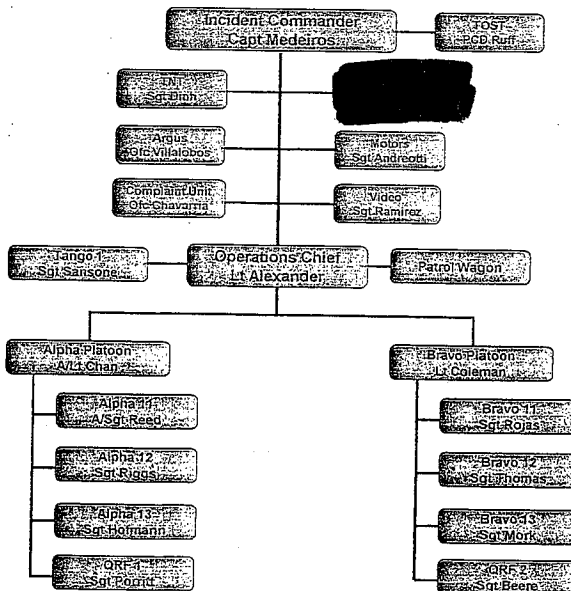 Incident Commander
Capt Medeiros
TOST
PCD Ruff
TNT
Sgt Dinh
Argus
Ofc Villalobos
Motors
Sgt Andreotti
Complaint Unit
Ofc Chavarria
Video
Sgt Ramirez
Tango 1
Sgt Sansone
Operations Chief
Lt Alexander
Patrol Wagon
Alpha Platoon
A/Lt Chan
Bravo Platoon
Lt Coleman
Alpha 11
A/Sgt Reed
Bravo 11
Sgt Rojas
Alpha 12
Sgt Riggs
Bravo 12
Sgt Thomas
Alpha 13
Sgt Hofmann
Bravo 13
Sgt Mork
QRF 1
Sgt Porritt
QRF 2
Sgt Beere